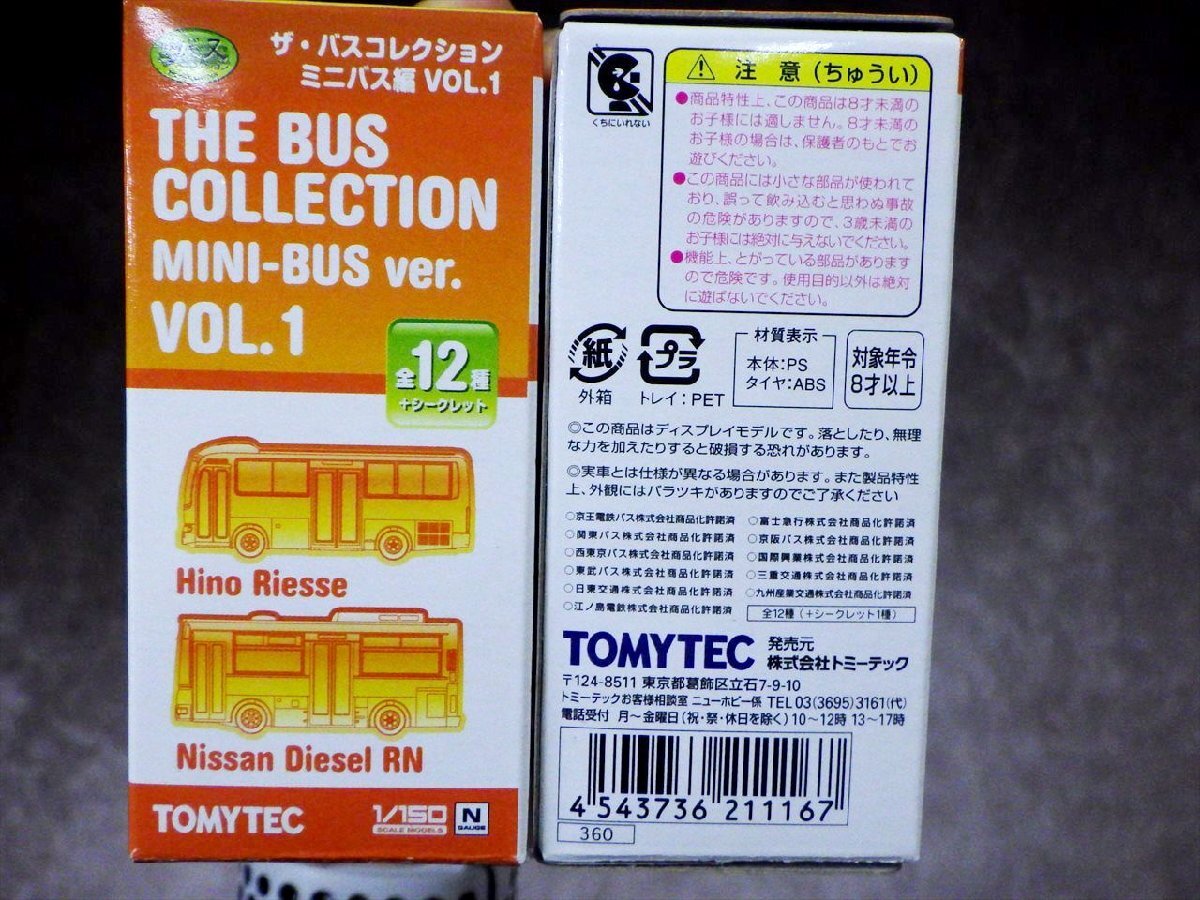 バス
ザ・バスコレクション
ミニバス編 VOL.1
THE BUS
COLLECTION
MINI-BUS ver.
VOL.1
全12種
+シークレット
Hino Riesse
Nissan Diesel RN
TOMYTEC
1/150
SCALE MODELS
N
GAUGE
くちにいれない
注意(ちゅうい)
●商品特性上、この商品は8才未満の
お子様には適しません。8才未満の
お子様の場合は、保護者のもとでお
遊びください。
●この商品には小さな部品が使われて
おり、誤って飲み込むと思わぬ事故
の危険がありますので、3歳未満の
お子様には絶対に与えないでください。
●機能上、とがっている部品があります
ので危険です。使用目的以外は絶対
に遊ばないでください。
紙
外箱
プラ
トレイ:PET
材質表示
本体:PS
タイヤ:ABS
対象年令
8才以上
◎この商品はディスプレイモデルです。落としたり、無理
な力を加えたりすると破損する恐れがあります。
◎実車とは仕様が異なる場合があります。また製品特性
上、外観にはバラツキがありますのでご了承ください
○京王電鉄バス株式会社商品化許諾済
○関東バス株式会社商品化許諾済
○西東京バス株式会社商品化許諾済
○東武バス株式会社商品化許諾済
○日東交通株式会社商品化許諾済
○江ノ島電鉄株式会社商品化許諾済
○富士急行株式会社商品化許諾済
○京阪バス株式会社商品化許諾済
○国際興業株式会社商品化許諾済
○三重交通株式会社商品化許諾済
○九州産業交通株式会社商品化許諾済
全12種(+シークレット1種)
TOMYTEC
発売元
株式会社トミーテック
〒124-8511 東京都葛飾区立石7-9-10
トミーテックお客様相談室 ニューホビー係 TEL03(3695)3161(代)
電話受付 月~金曜日(祝・祭・休日を除く)10~12時 13~17時
4 543736 211167
360